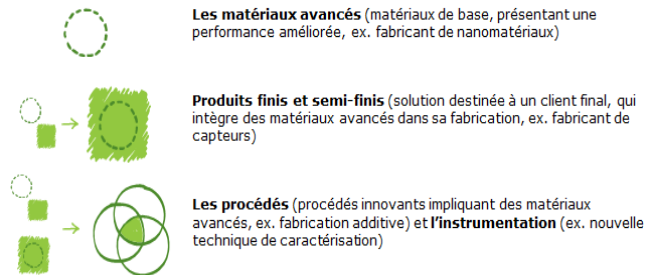 Les matériaux avancés (matériaux de base, présentant une
performance améliorée, ex. fabricant de nanomatériaux)
Produits finis et semi-finis (solution destinée à un client final, qui
intègre des matériaux avancés dans sa fabrication, ex. fabricant de
capteurs)
Les procédés (procédés innovants impliquant des matériaux
avancés, ex. fabrication additive) et l'instrumentation (ex. nouvelle
technique de caractérisation)